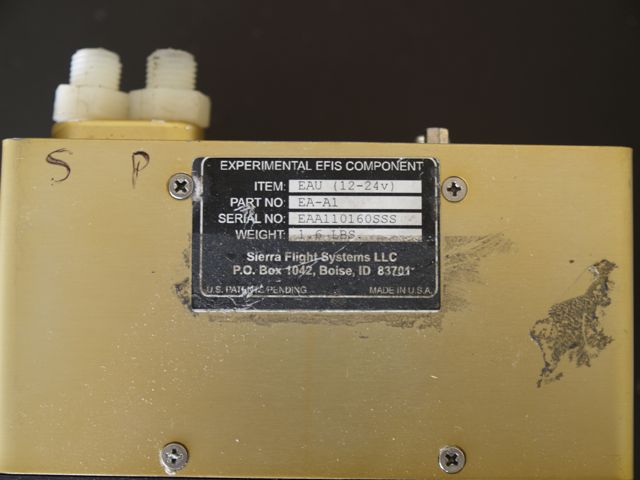 S P
EXPERIMENTAL EFIS COMPONENT
ITEM: EAU (12-24v)
PART NO: EA-A1
SERIAL NO: EAA110160SSS
WEIGHT: 1.6 LBS.
Sierra Flight Systems LLC
P.O. Box 1042, Boise, ID 83701
U.S. PATENT PENDING MADE IN U.S.A.